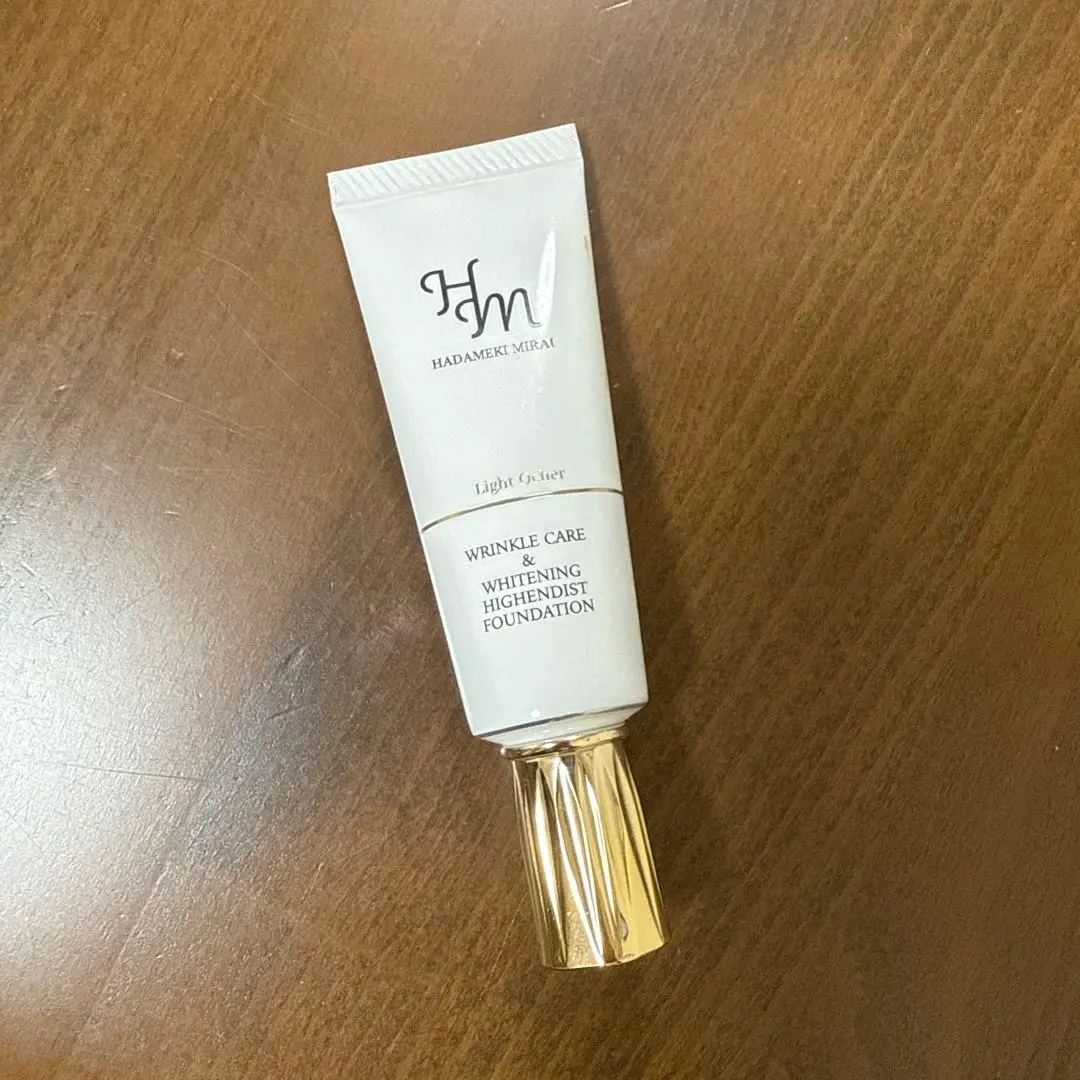 HM
HADAMEKI MIRAI
Light Ocher
WRINKLE CARE
&
WHITENING
HIGHENDIST
FOUNDATION